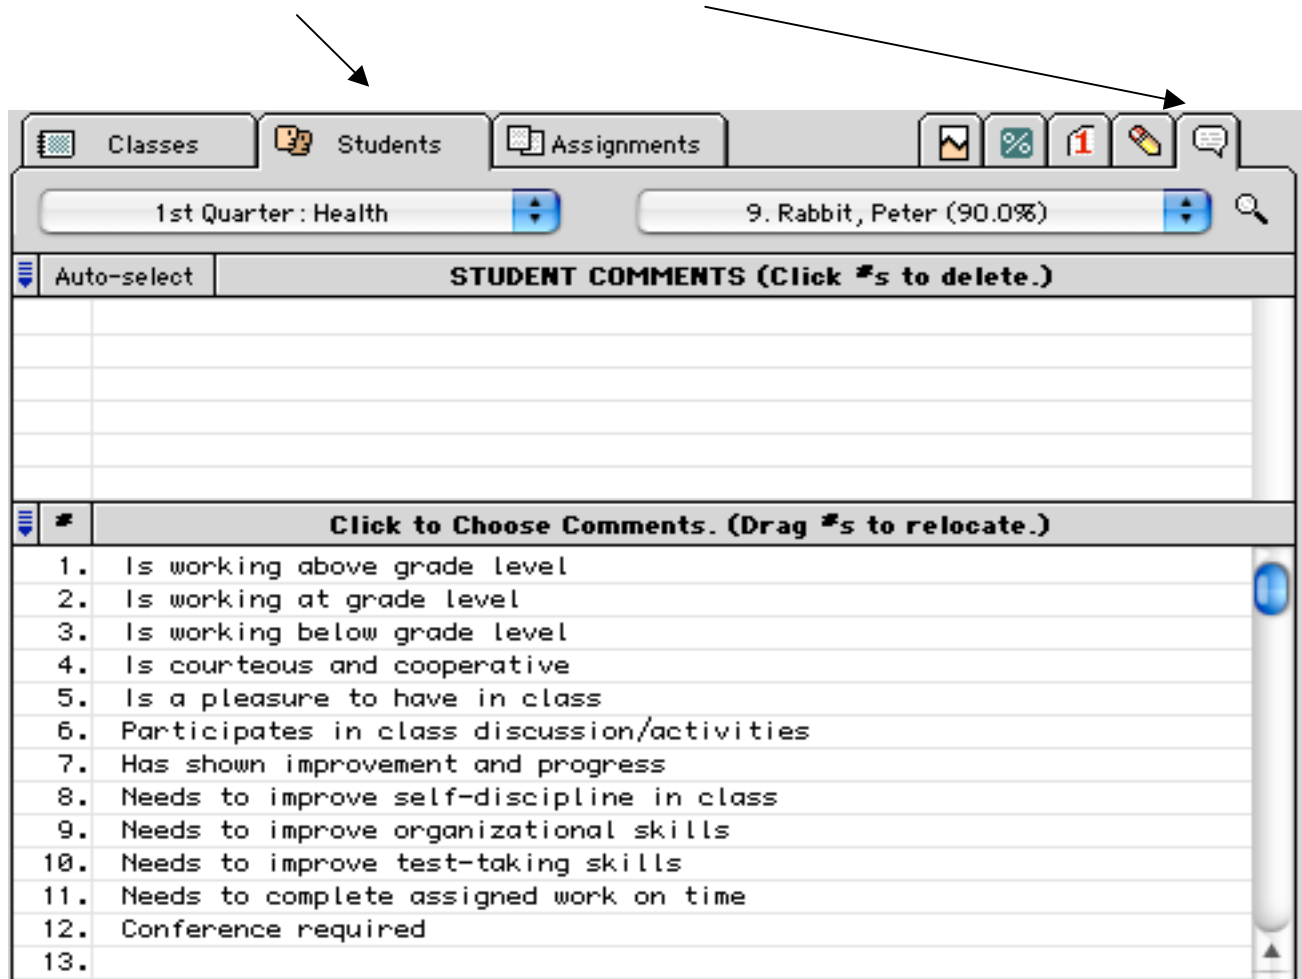 Classes Students Assignments
1st Quarter : Health 9. Rabbit, Peter (90.0%)
Auto-select STUDENT COMMENTS (Click #s to delete.)
# Click to Choose Comments. (Drag #s to relocate.)
1. Is working above grade level
2. Is working at grade level
3. Is working below grade level
4. Is courteous and cooperative
5. Is a pleasure to have in class
6. Participates in class discussion/activities
7. Has shown improvement and progress
8. Needs to improve self-discipline in class
9. Needs to improve organizational skills
10. Needs to improve test-taking skills
11. Needs to complete assigned work on time
12. Conference required
13.